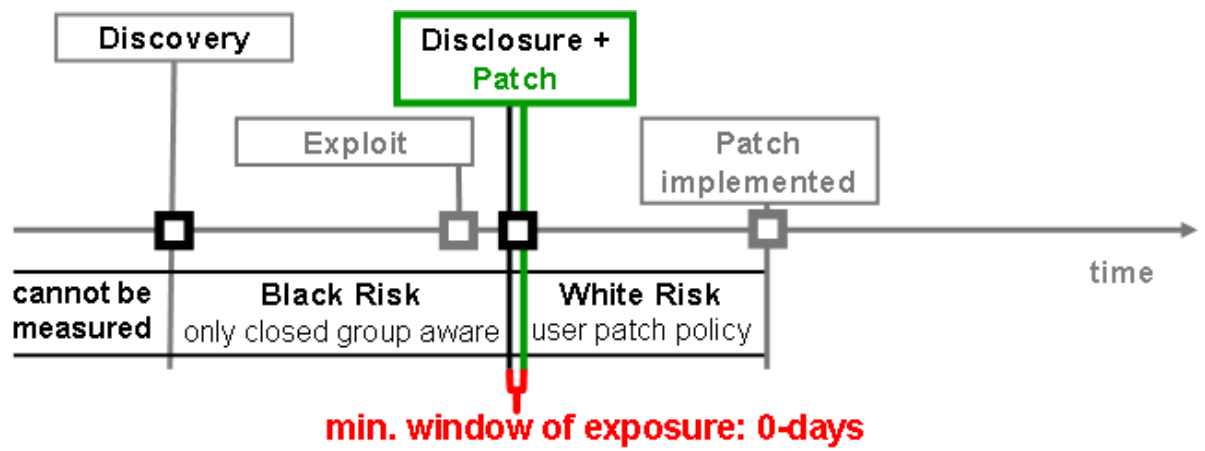 Discovery
Disclosure +
Patch
Exploit
Patch
implemented
time
cannot be
measured
Black Risk
only closed group aware
White Risk
user patch policy
min. window of exposure: 0-days